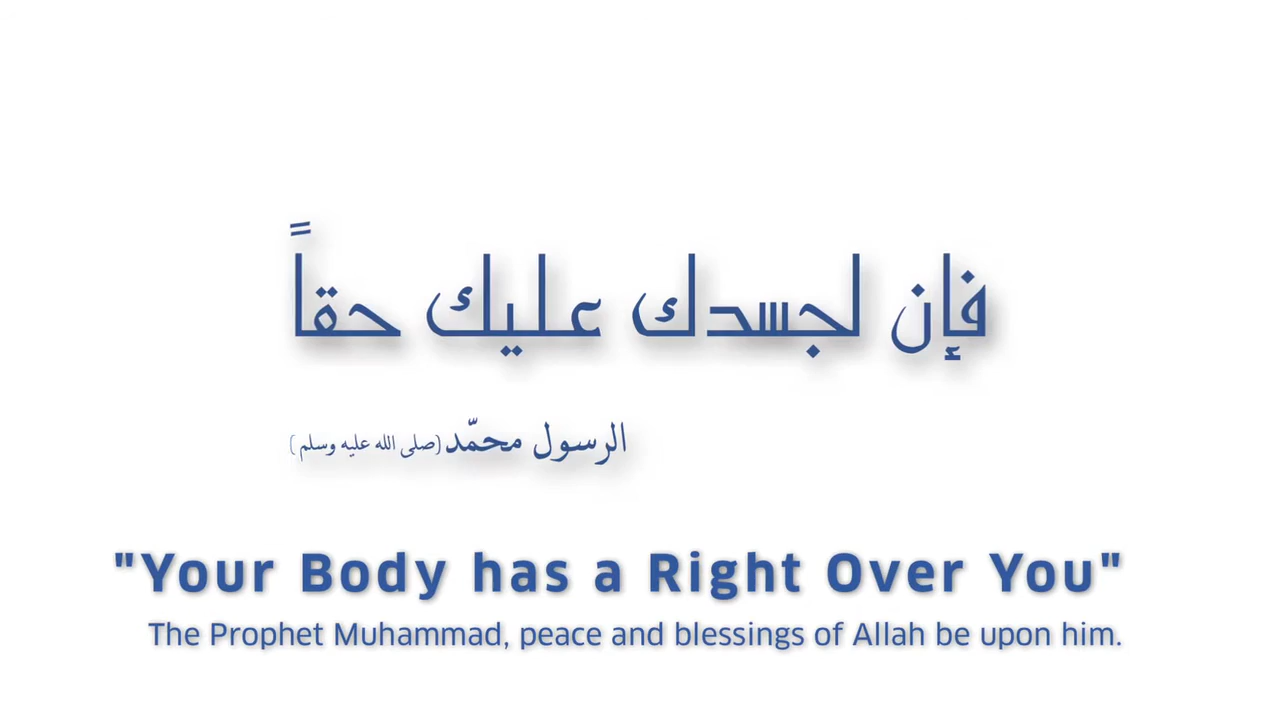 فإن لجسدك عليك حقاً
الرسول محمّد (صلى الله عليه وسلم )
"Your Body has a Right Over You"
The Prophet Muhammad, peace and blessings of Allah be upon him.